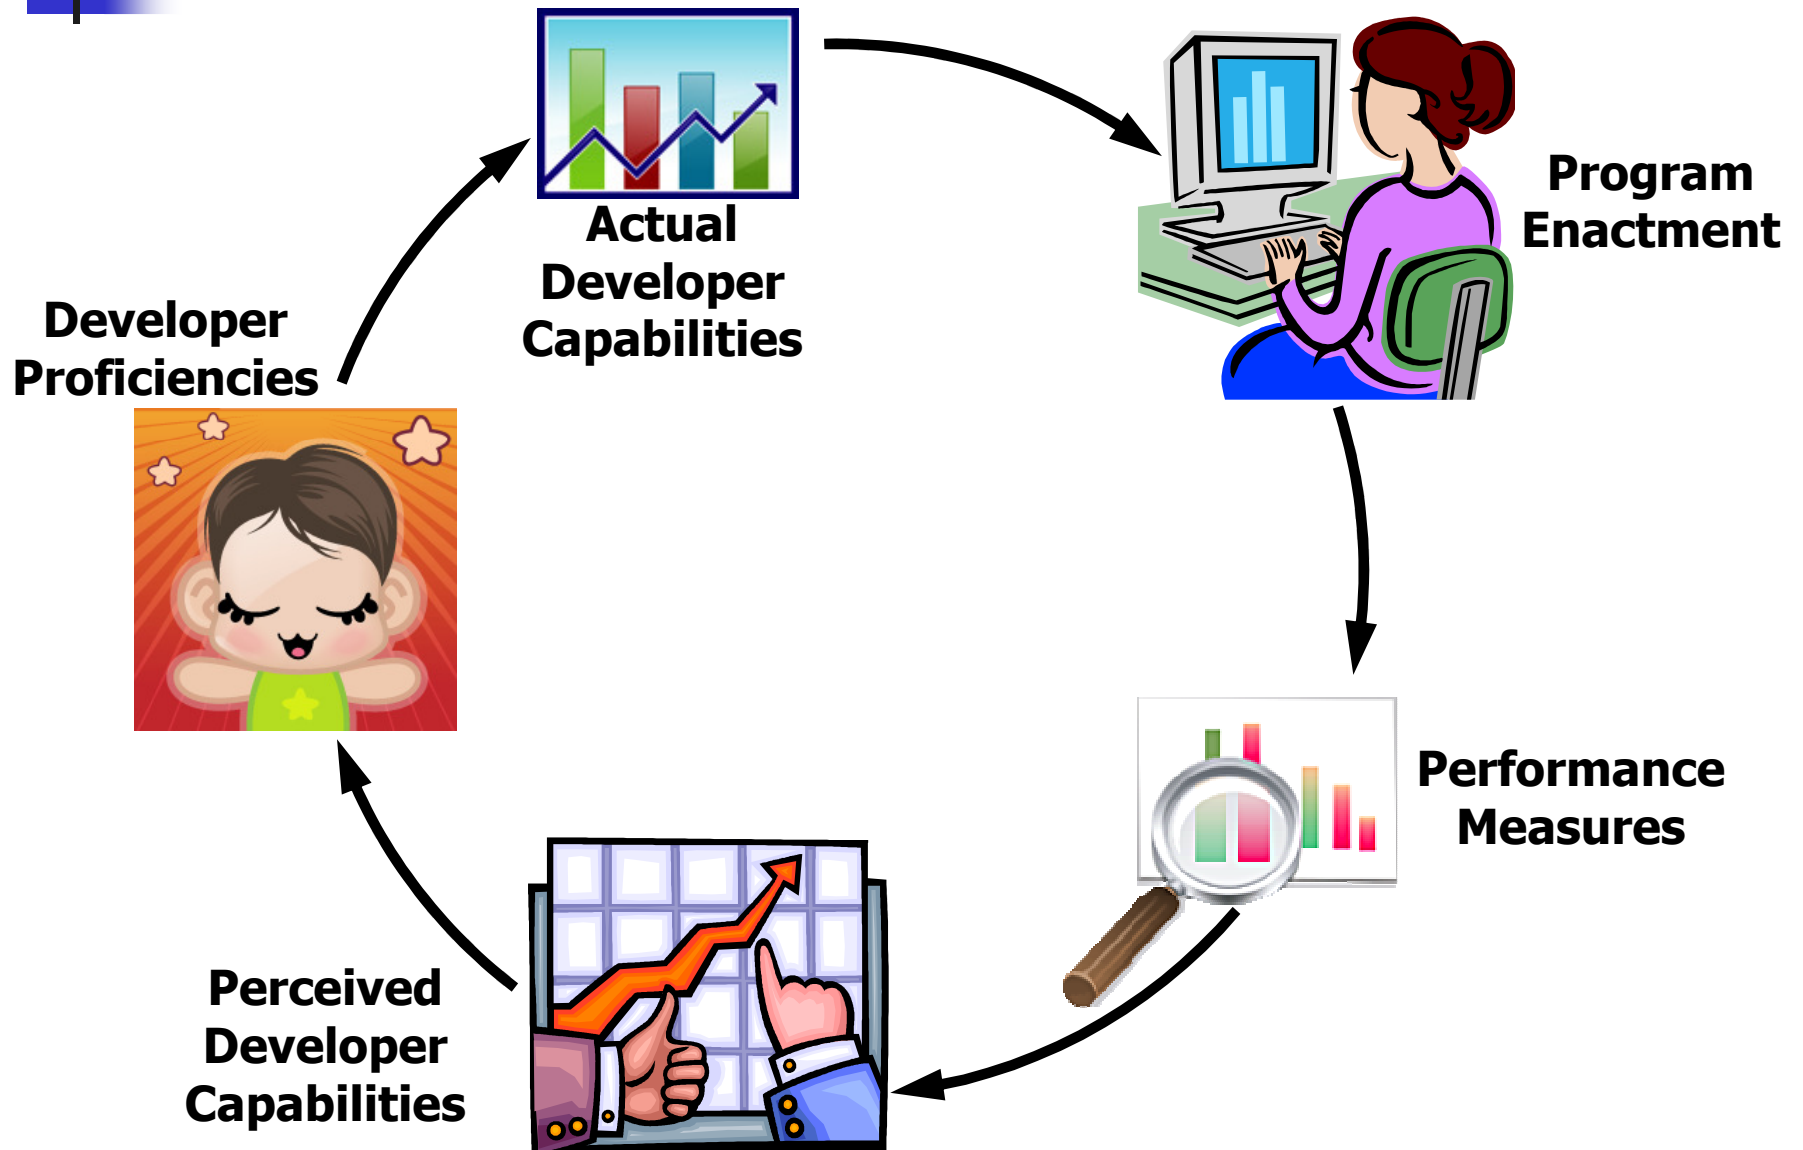 Actual
Developer
Capabilities
Program
Enactment
Performance
Measures
Perceived
Developer
Capabilities
Developer
Proficiencies